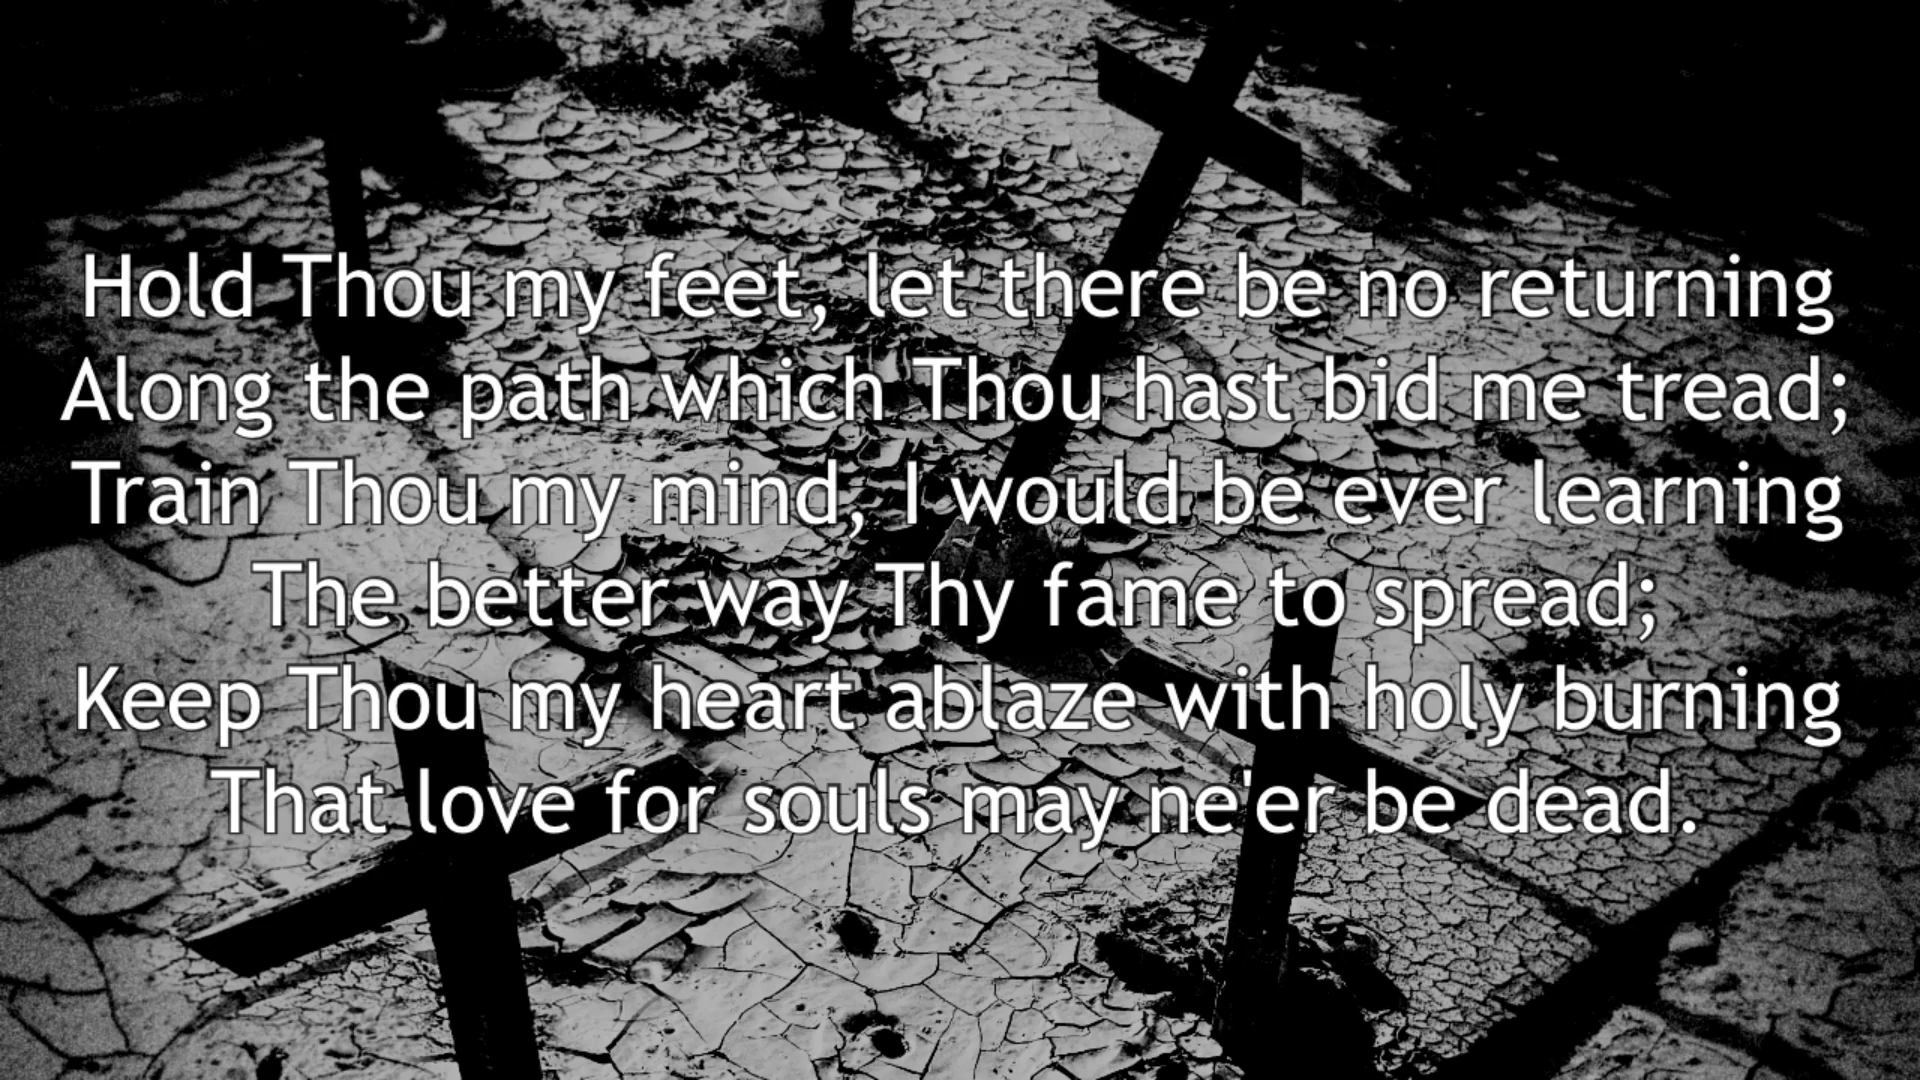 Hold Thou my feet, let there be no returning
Along the path which Thou hast bid me tread;
Train Thou my mind, I would be ever learning
The better way Thy fame to spread;
Keep Thou my heart ablaze with holy burning
That love for souls may ne'er be dead.